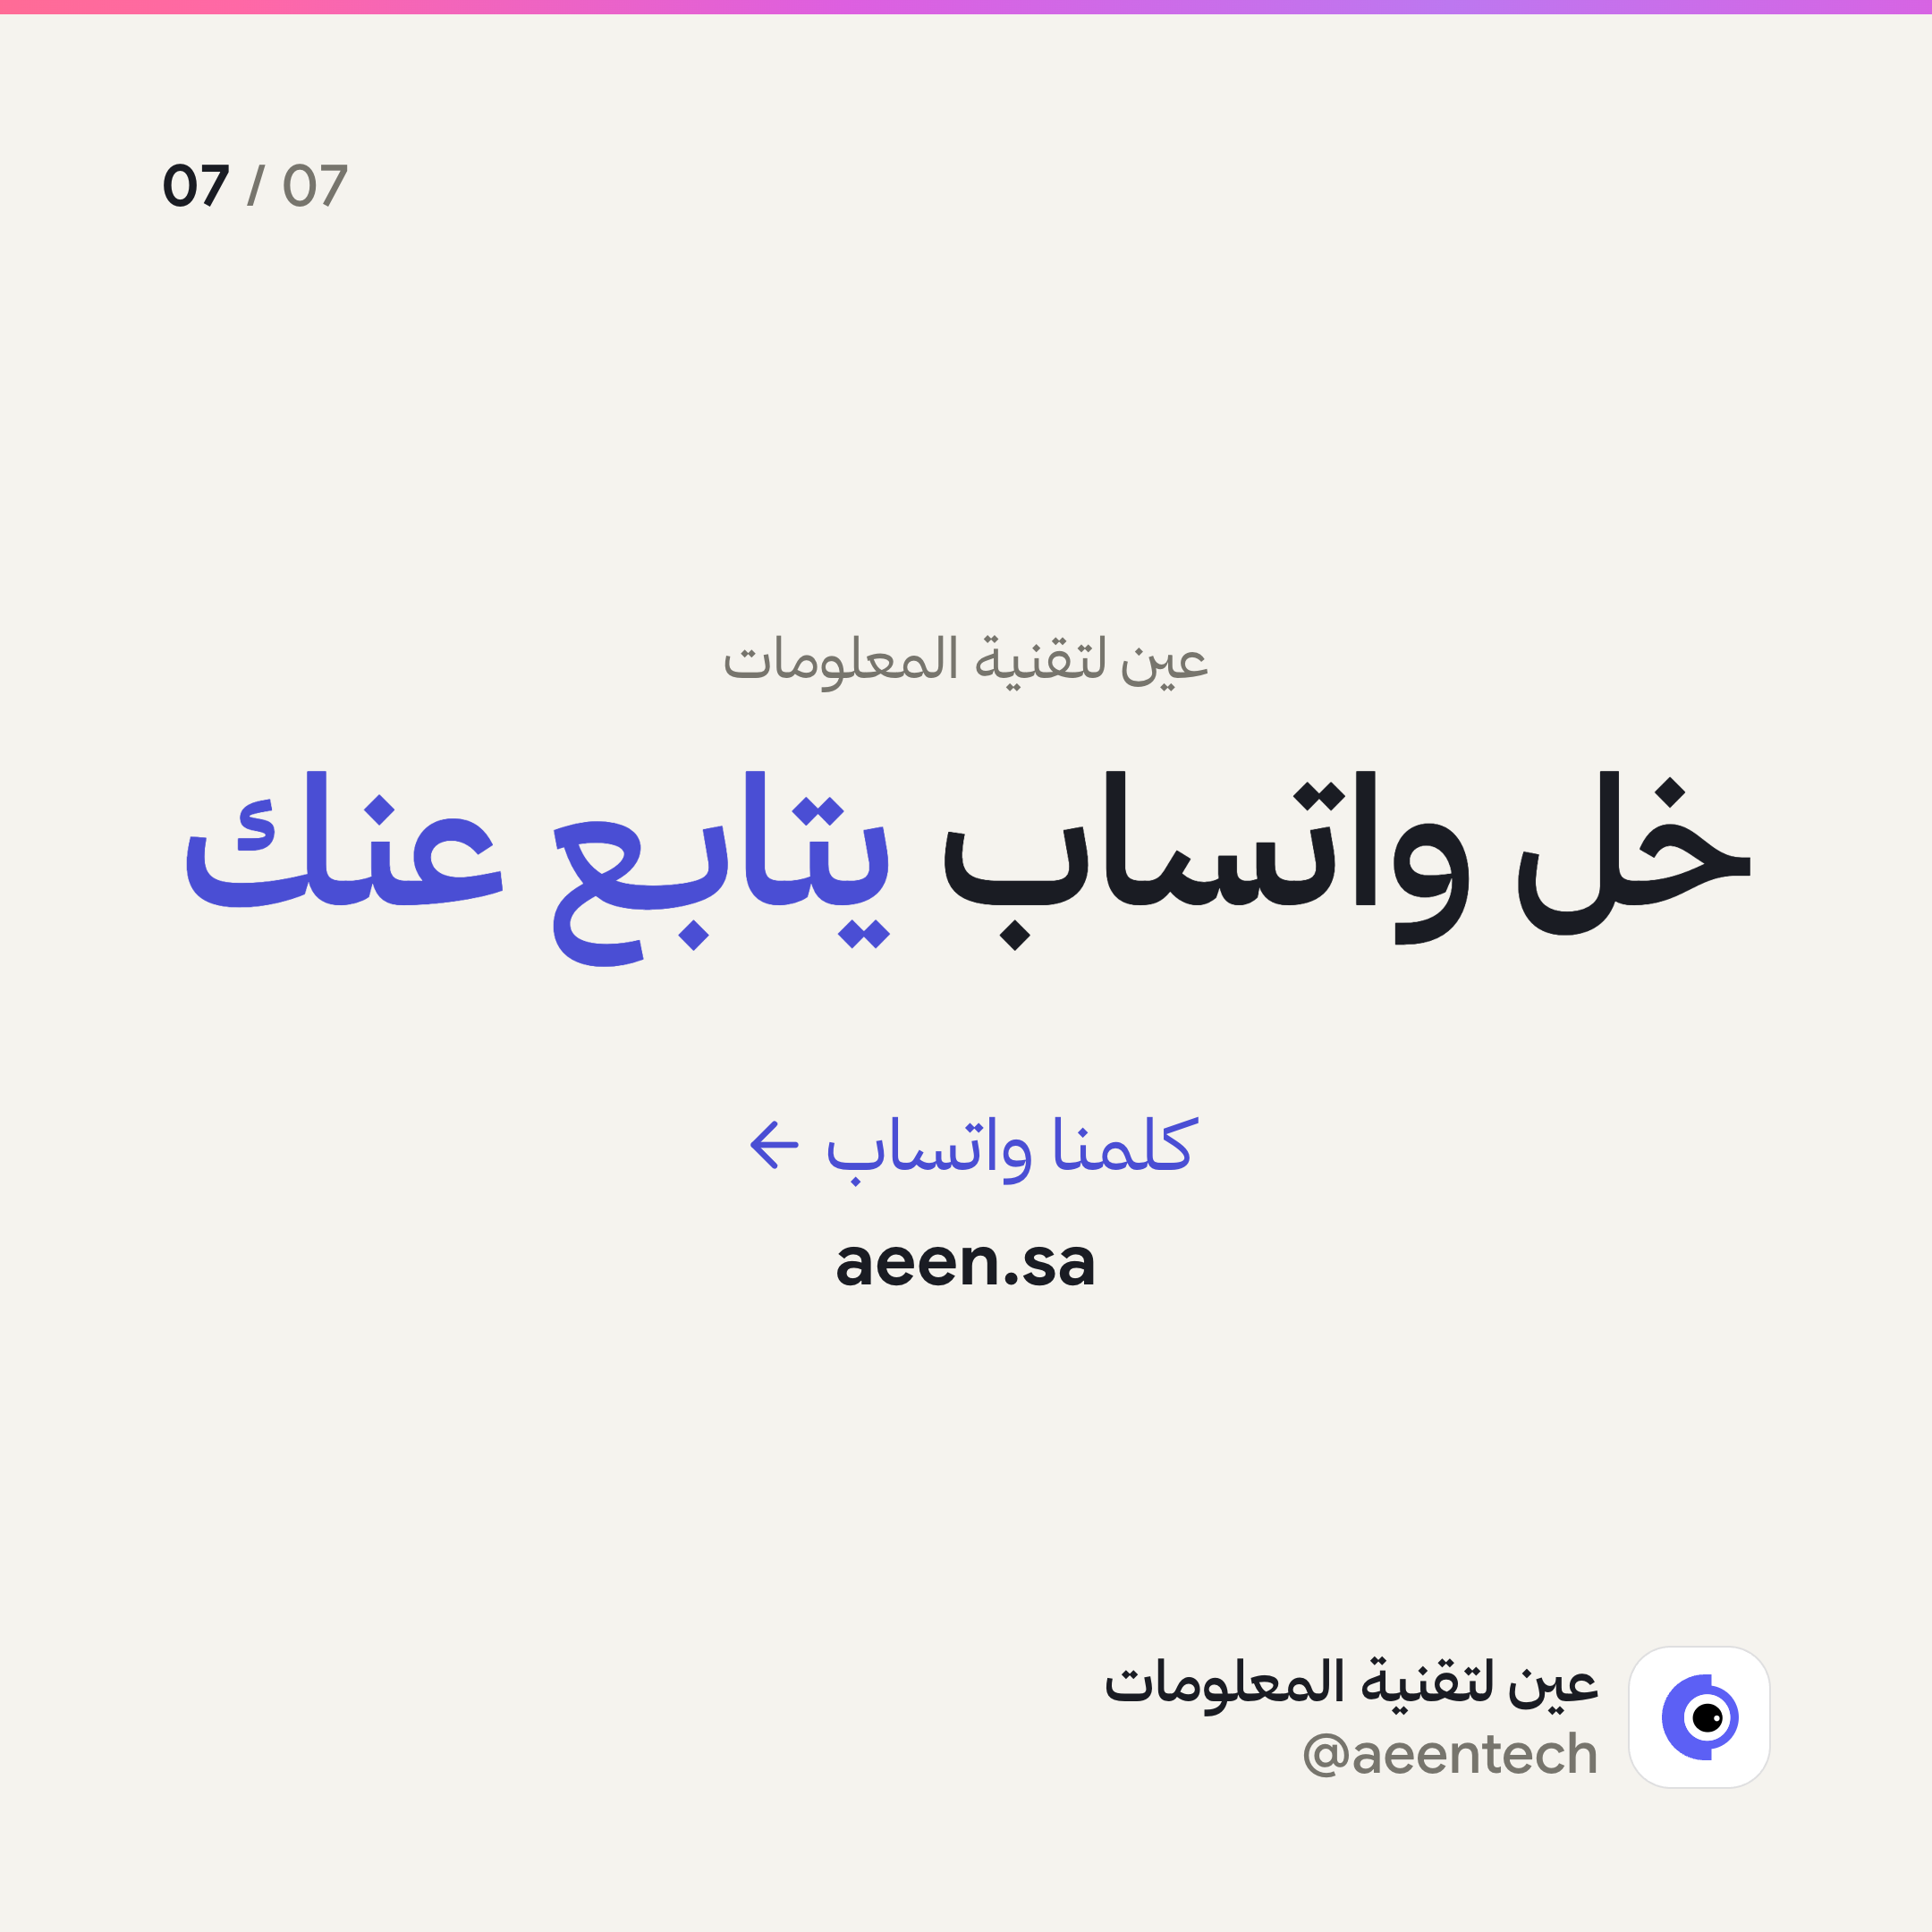 07 / 07
عين لتقنية المعلومات
خل واتساب يتابع عنك
كلمنا واتساب ←
aeen.sa
عين لتقنية المعلومات
@aeentech